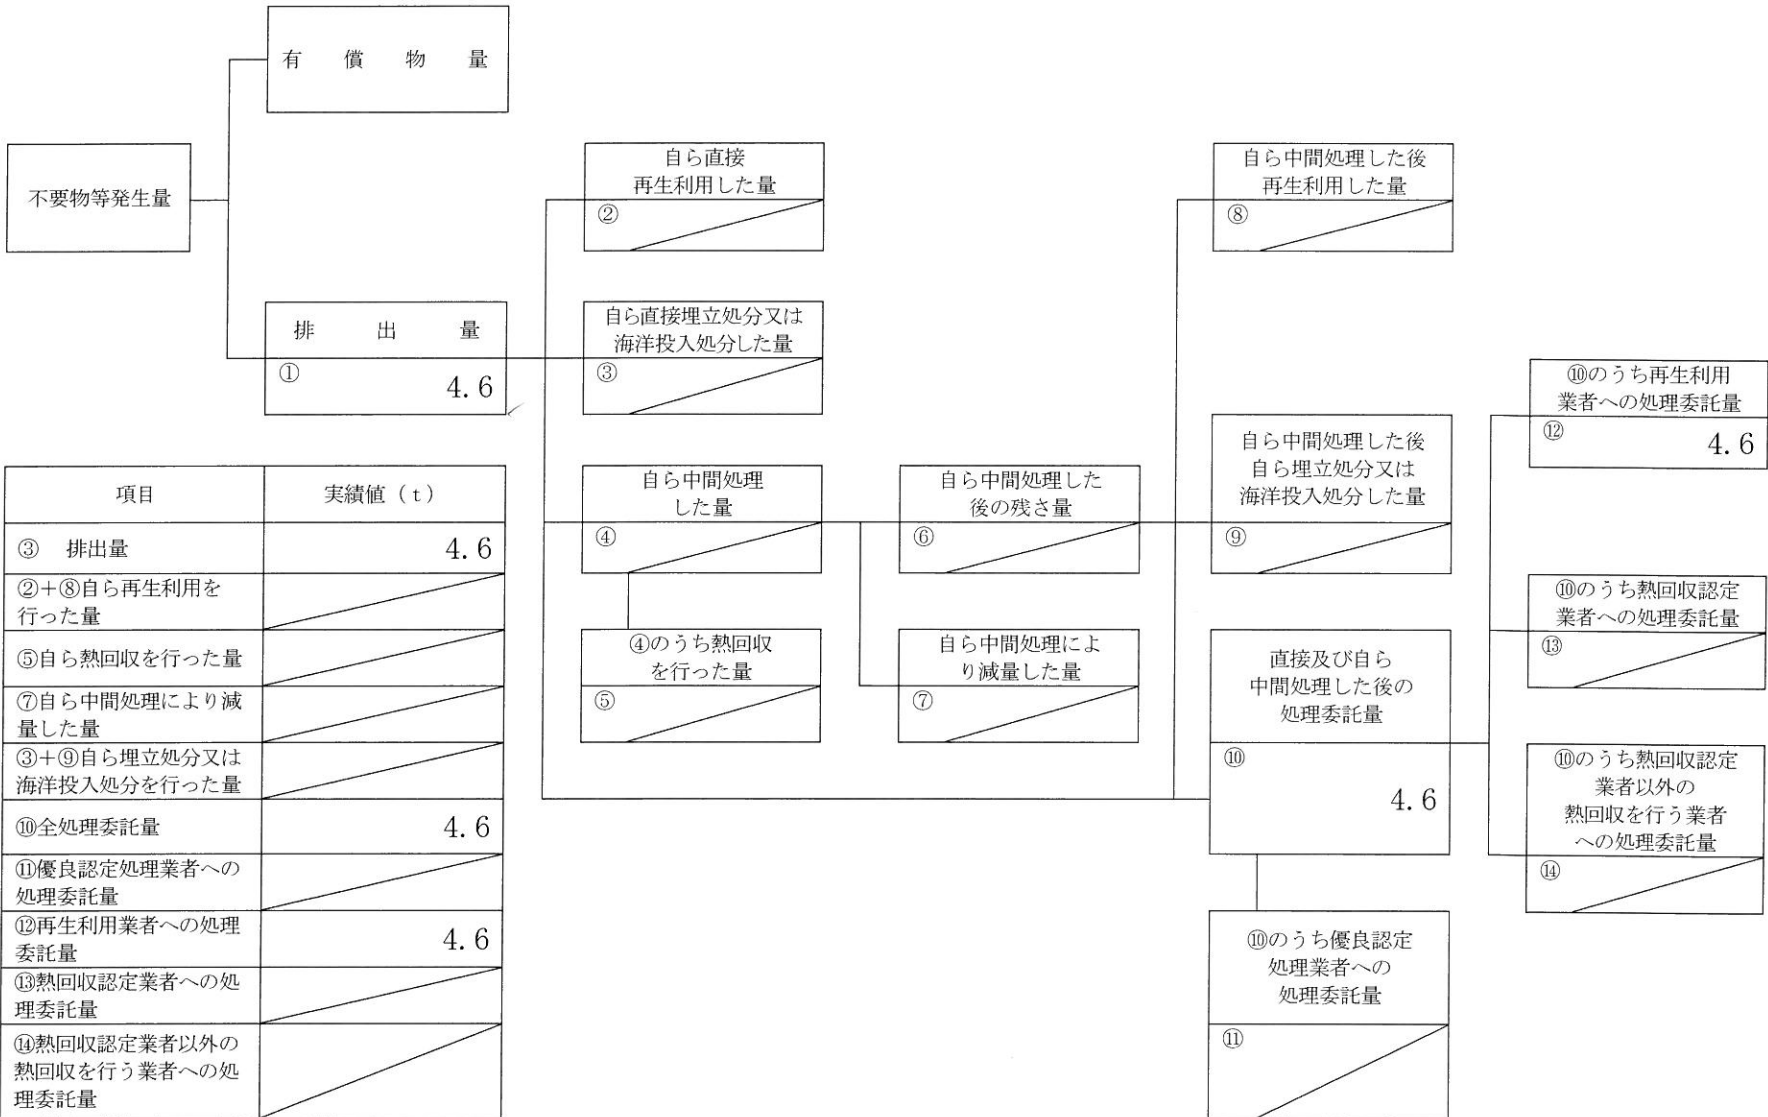 有償物量
不要物等発生量
自ら直接
再生利用した量
②
自ら中間処理した後
再生利用した量
⑧
排出量
①
4.6
自ら直接埋立処分又は
海洋投入処分した量
③
⑩のうち再生利用
業者への処理委託量
⑫
4.6
自ら中間処理
した量
④
自ら中間処理した
後の残さ量
⑥
自ら中間処理した後
自ら埋立処分又は
海洋投入処分した量
⑨
⑩のうち熱回収認定
業者への処理委託量
⑬
④のうち熱回収
を行った量
⑤
自ら中間処理によ
り減量した量
⑦
直接及び自ら
中間処理した後の
処理委託量
⑩
4.6
⑩のうち熱回収認定
業者以外の
熱回収を行う業者
への処理委託量
⑭
⑩のうち優良認定
処理業者への
処理委託量
⑪
項目
実績値（t）
③ 排出量
4.6
②＋⑧自ら再生利用を
行った量
⑤自ら熱回収を行った量
⑦自ら中間処理により減
量した量
③＋⑨自ら埋立処分又は
海洋投入処分を行った量
⑩全処理委託量
4.6
⑪優良認定処理業者への
処理委託量
⑫再生利用業者への処理
委託量
4.6
⑬熱回収認定業者への処
理委託量
⑭熱回収認定業者以外の
熱回収を行う業者への処
理委託量